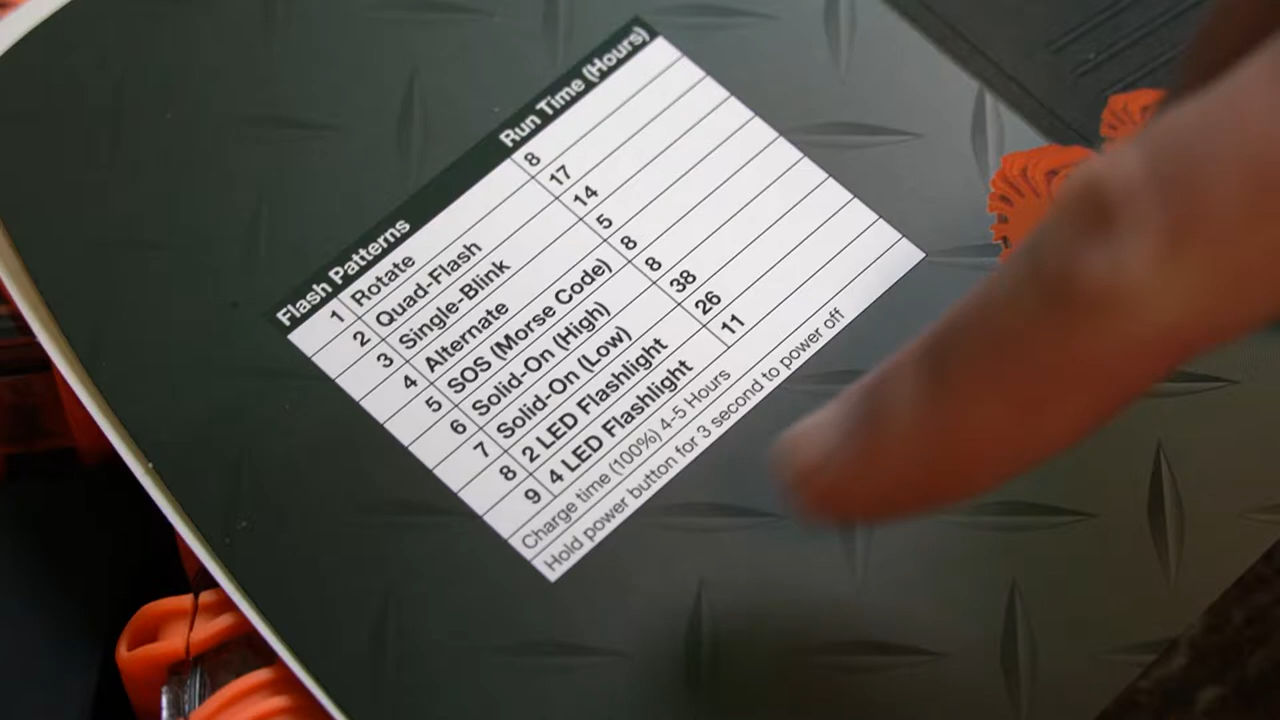 Flash Patterns Run Time (Hours)
1 Rotate 8
2 Quad-Flash 17
3 Single-Blink 14
4 Alternate 5
5 SOS (Morse Code) 8
6 Solid-On (High) 8
7 Solid-On (Low) 38
8 2 LED Flashlight 26
9 4 LED Flashlight 11
Charge time (100%) 4-5 Hours
Hold power button for 3 second to power off